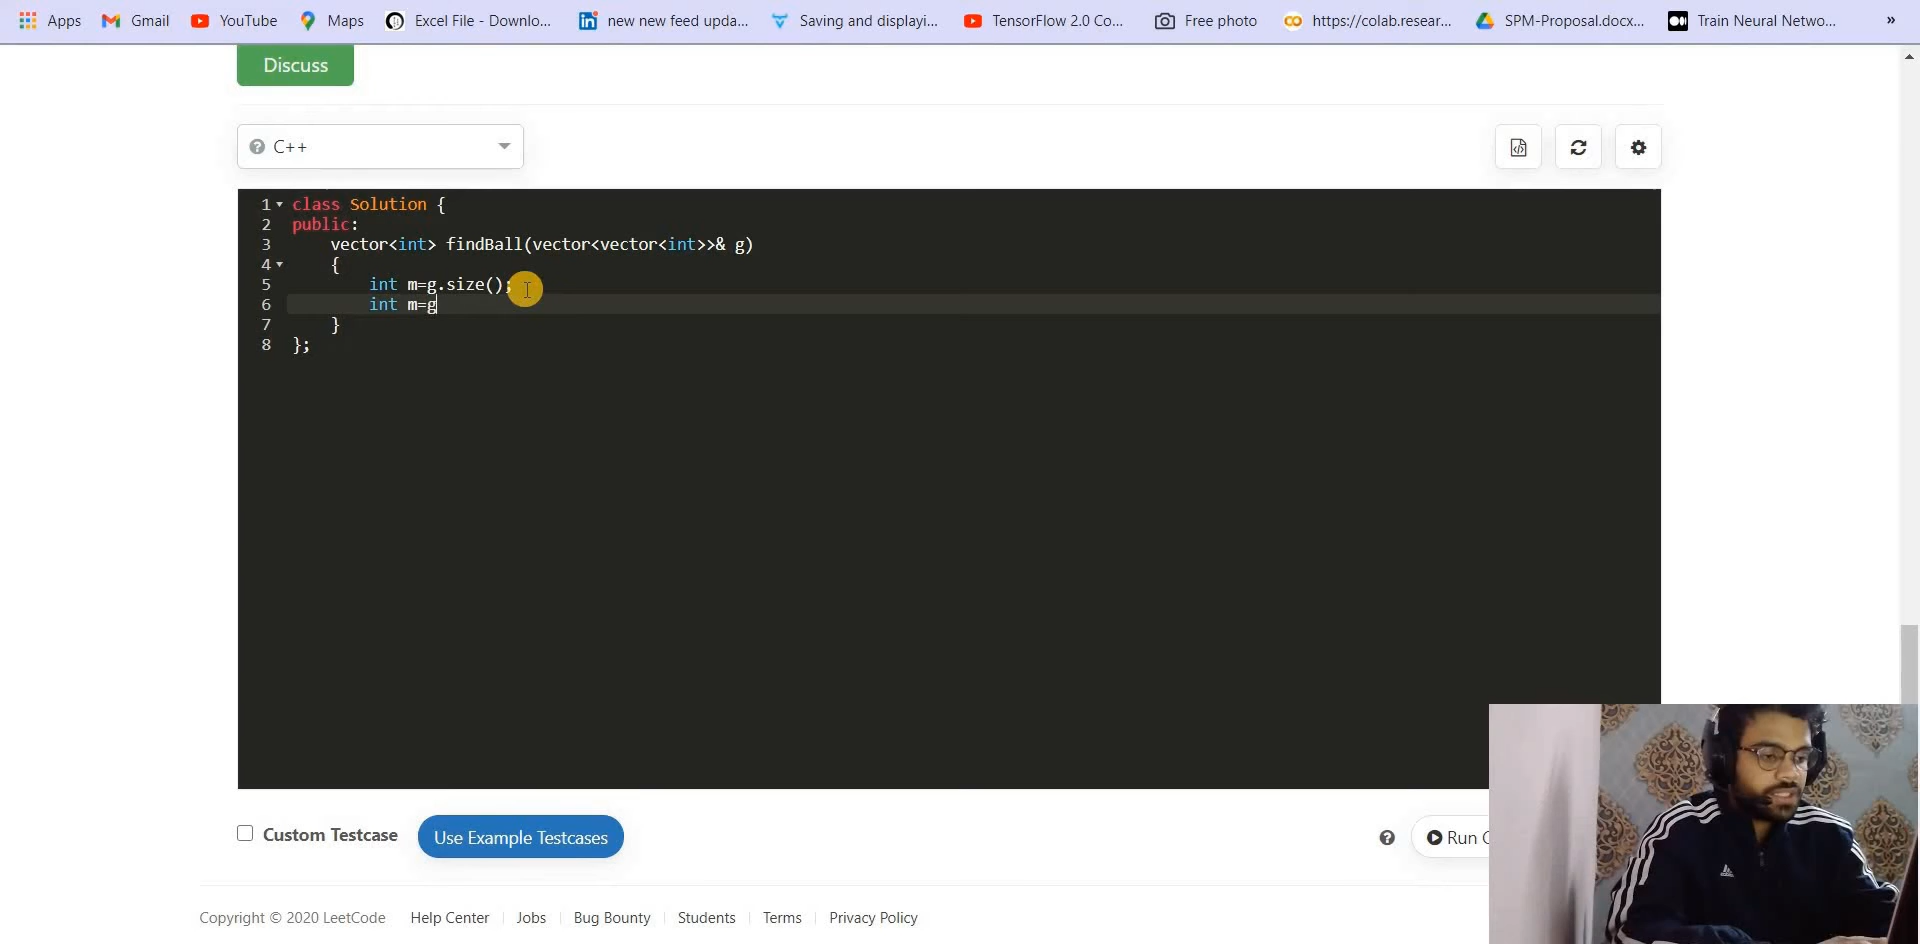 Apps Gmail YouTube Maps Excel File - Downlo... new new feed upda... Saving and displayi... TensorFlow 2.0 Co... Free photo https://colab.resear... SPM-Proposal.docx... Train Neural Netwo... »
Discuss
C++
1 class Solution {
2 public:
3 vector<int> findBall(vector<vector<int>>& g)
4 {
5 int m=g.size();
6 int m=g
7 }
8 };
Custom Testcase Use Example Testcases Run
Copyright © 2020 LeetCode Help Center Jobs Bug Bounty Students Terms Privacy Policy